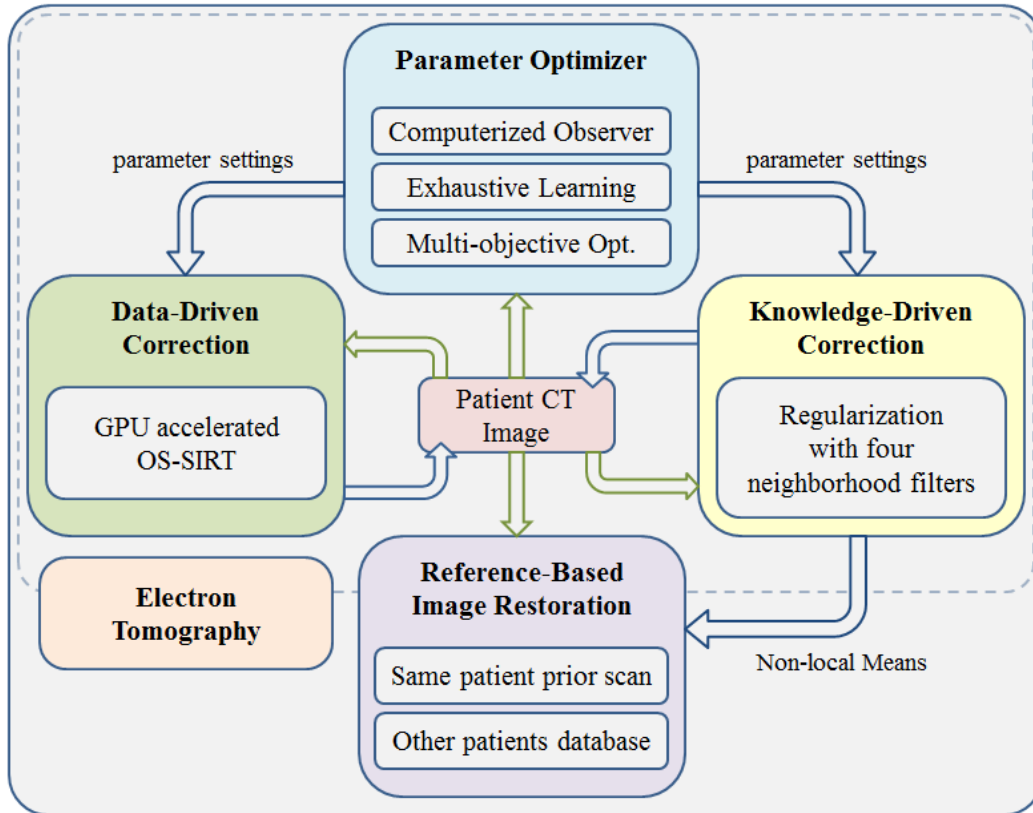 Parameter Optimizer
Computerized Observer
Exhaustive Learning
Multi-objective Opt.
parameter settings
parameter settings
Data-Driven
Correction
GPU accelerated
OS-SIRT
Patient CT
Image
Knowledge-Driven
Correction
Regularization
with four
neighborhood filters
Electron
Tomography
Reference-Based
Image Restoration
Same patient prior scan
Other patients database
Non-local Means